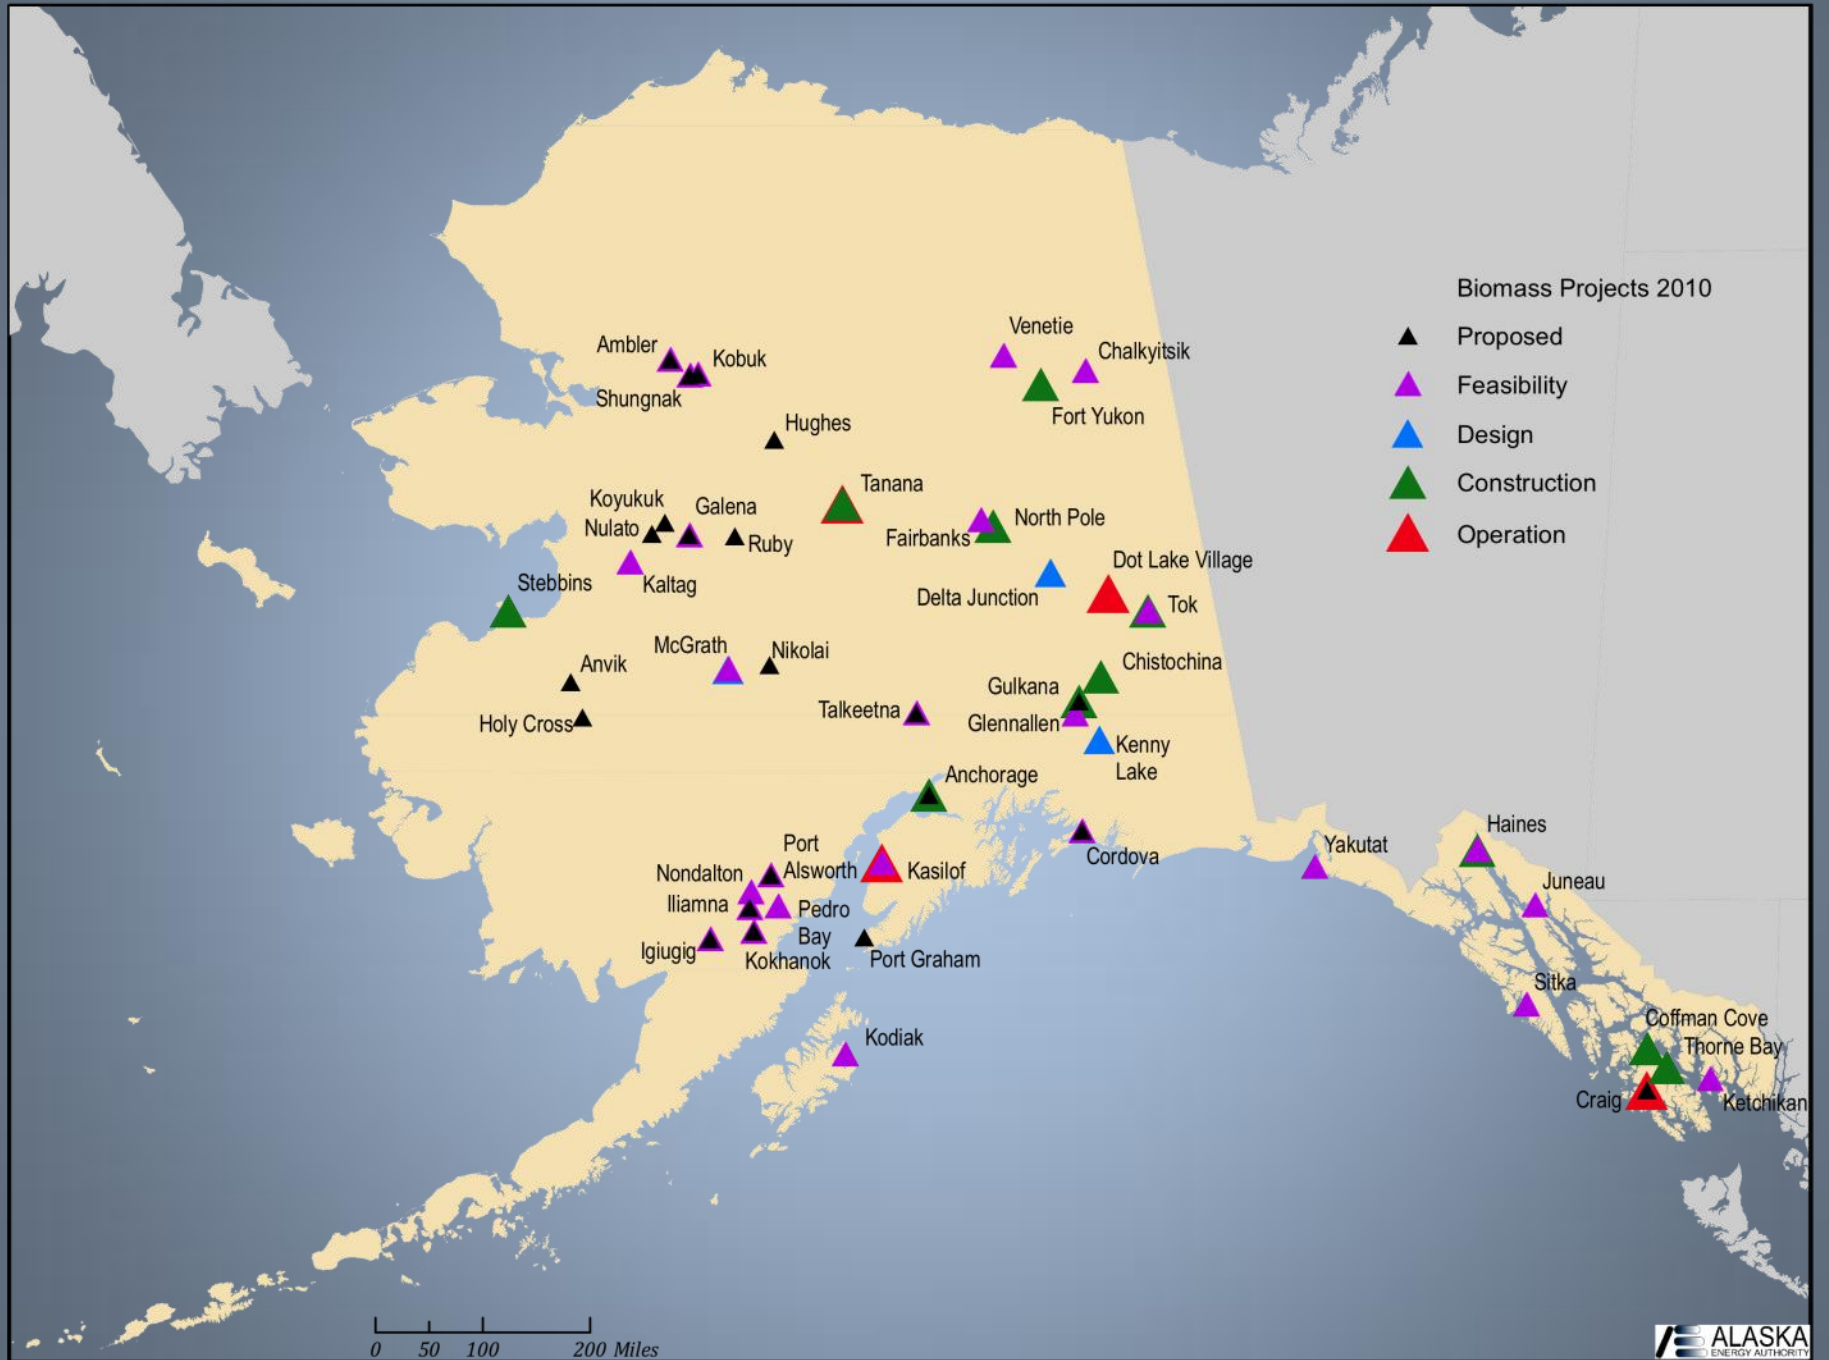 Biomass Projects 2010
Proposed
Feasibility
Design
Construction
Operation
Venetie
Chalkyitsik
Fort Yukon
Ambler
Kobuk
Shungnak
Hughes
Tanana
Koyukuk
Galena
Nulato
Ruby
Kaltag
Fairbanks
North Pole
Dot Lake Village
Delta Junction
Tok
Stebbins
McGrath
Nikolai
Anvik
Holy Cross
Talkeetna
Chistochina
Gulkana
Glennallen
Kenny
Lake
Anchorage
Cordova
Port
Alsworth
Nondalton
Iliamna
Pedro
Bay
Igiugig
Kokhanok
Kasilof
Port Graham
Kodiak
Yakutat
Haines
Juneau
Sitka
Coffman Cove
Thorne Bay
Craig
Ketchikan
0 50 100 200 Miles
ALASKA
ENERGY AUTHORITY